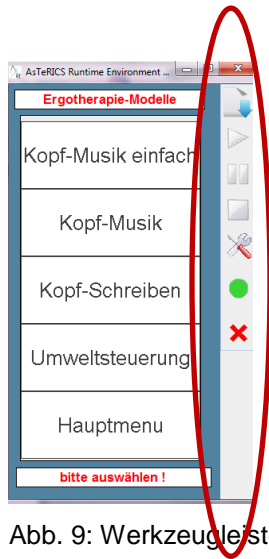 AsTeRICS Runtime Environment ...
Ergotherapie-Modelle
Kopf-Musik einfach
Kopf-Musik
Kopf-Schreiben
Umweltsteuerung
Hauptmenu
bitte auswählen !
Abb. 9: Werkzeugleist